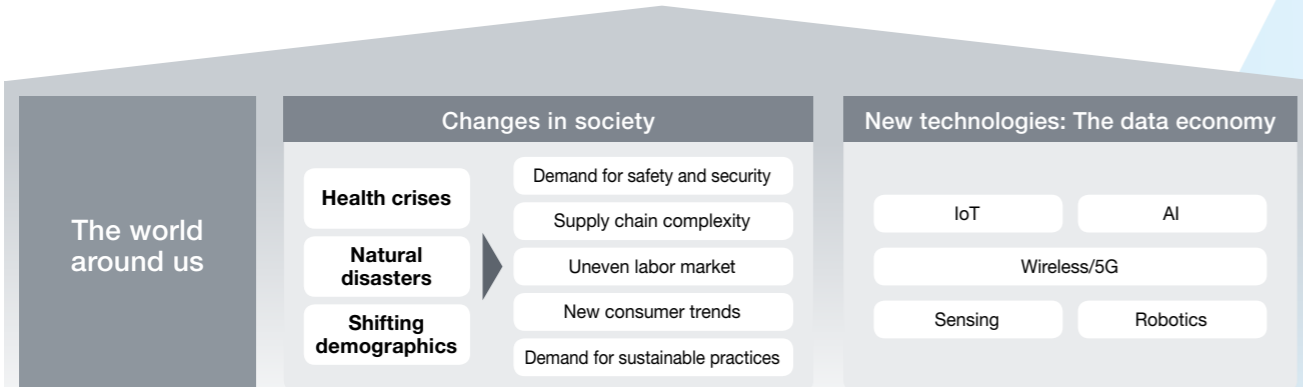 The world
around us
Changes in society
Health crises
Natural
disasters
Shifting
demographics
Demand for safety and security
Supply chain complexity
Uneven labor market
New consumer trends
Demand for sustainable practices
New technologies: The data economy
IoT
AI
Wireless/5G
Sensing
Robotics